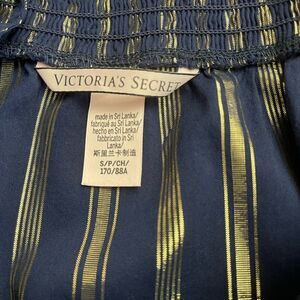 VICTORIA'S SECRET
made in Sri Lanka/
fabriqué au Sri Lanka/
hecho en Sri Lanka/
fabbricato in Sri
Lanka/
斯里兰卡制造
S/P/CH/
170/88A